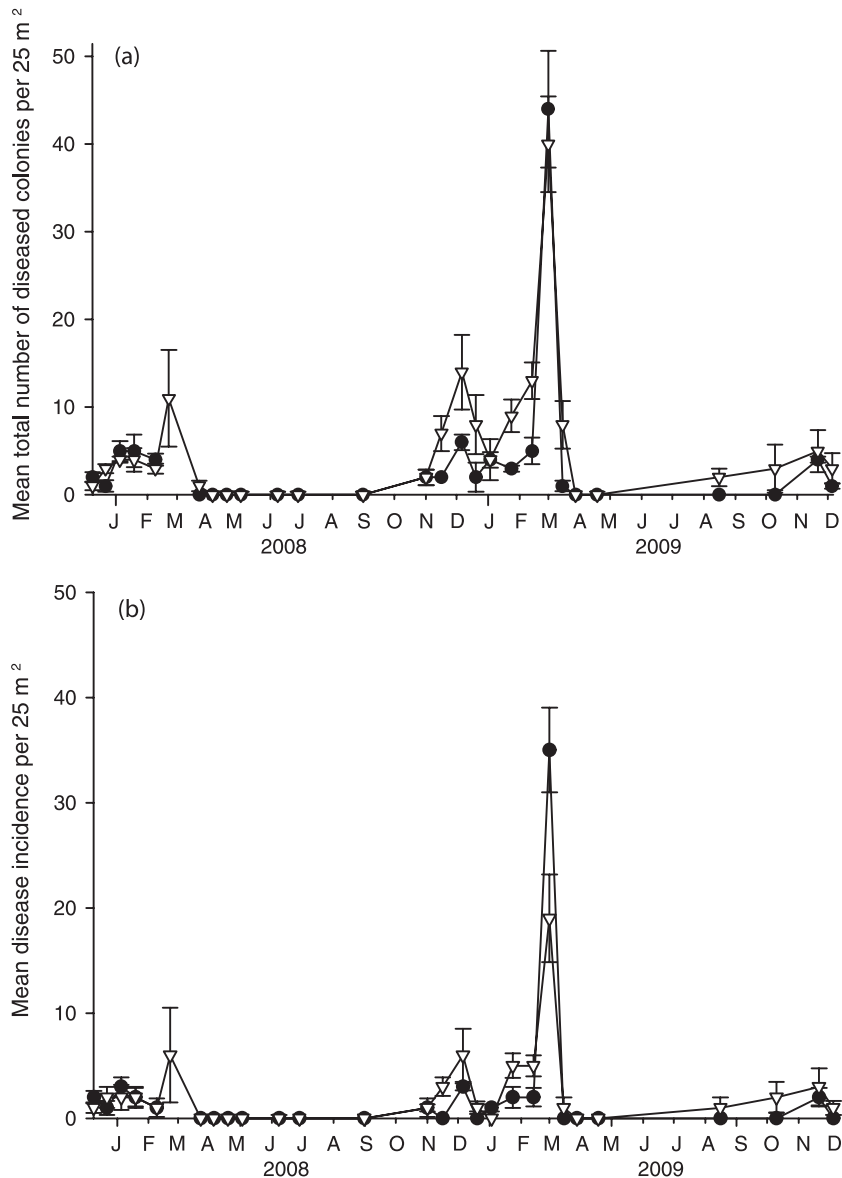 (a)
Mean total number of diseased colonies per 25 m²
50
40
30
20
10
0
J F M A M J J A S O N D J F M A M J J A S O N D
2008 2009
(b)
Mean disease incidence per 25 m²
50
40
30
20
10
0
J F M A M J J A S O N D J F M A M J J A S O N D
2008 2009